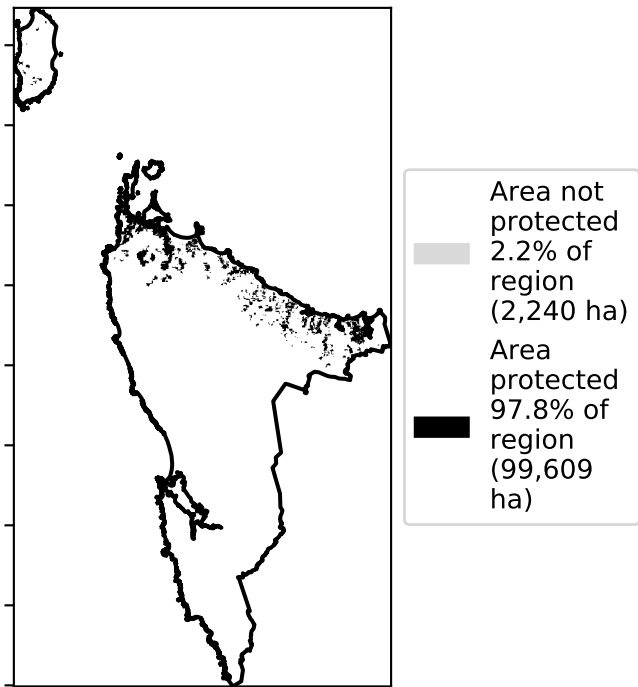 Area not
protected
2.2% of
region
(2,240 ha)
Area
protected
97.8% of
region
(99,609
ha)